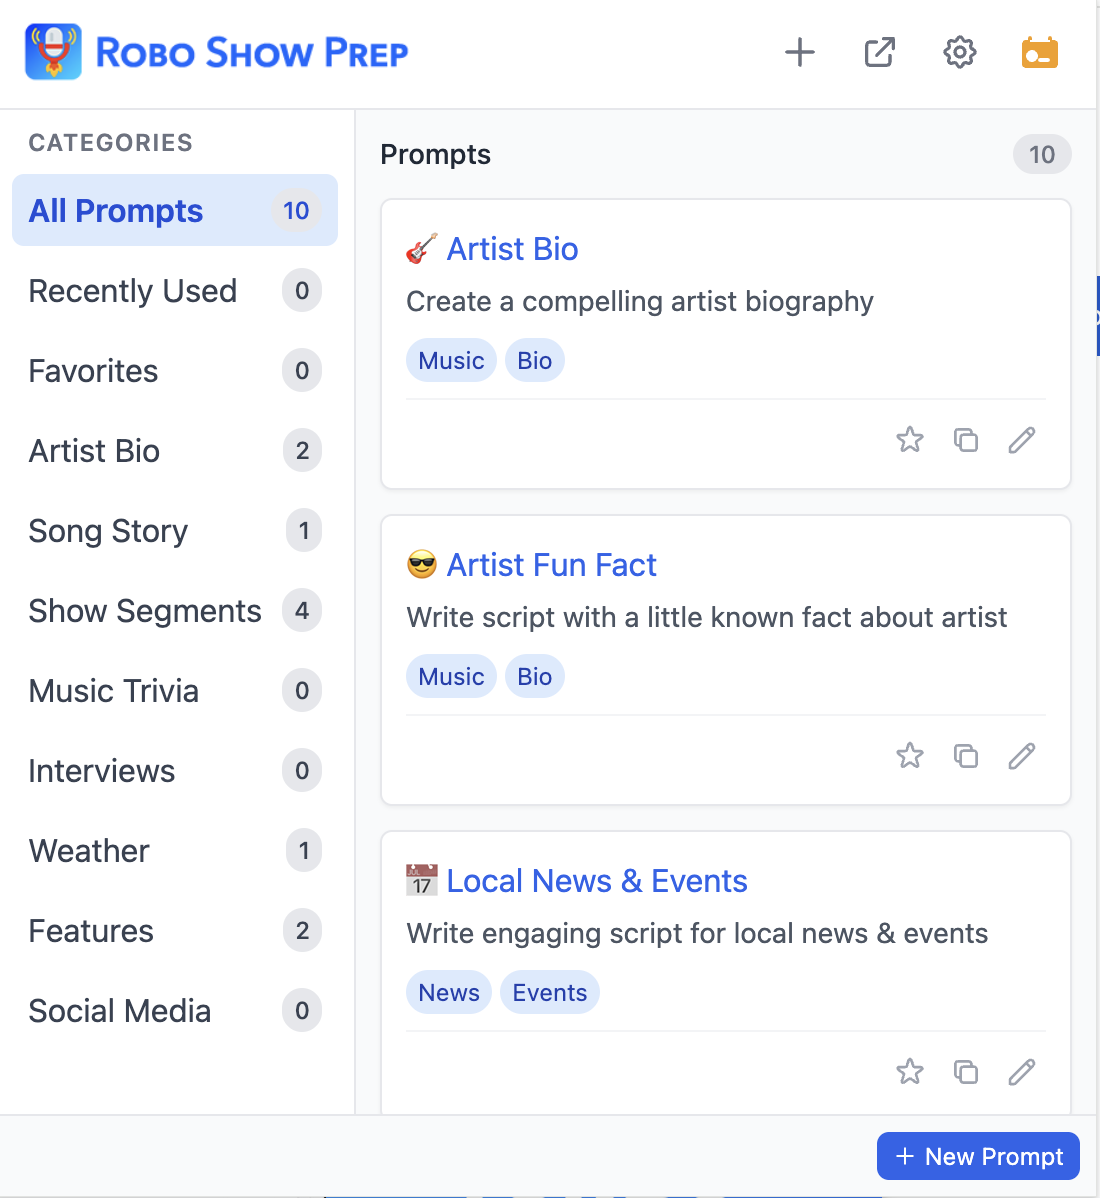 Robo Show Prep
CATEGORIES
All Prompts 10
Recently Used 0
Favorites 0
Artist Bio 2
Song Story 1
Show Segments 4
Music Trivia 0
Interviews 0
Weather 1
Features 2
Social Media 0
Prompts 10
🎸 Artist Bio
Create a compelling artist biography
Music Bio
😎 Artist Fun Fact
Write script with a little known fact about artist
Music Bio
📅 Local News & Events
Write engaging script for local news & events
News Events
+ New Prompt